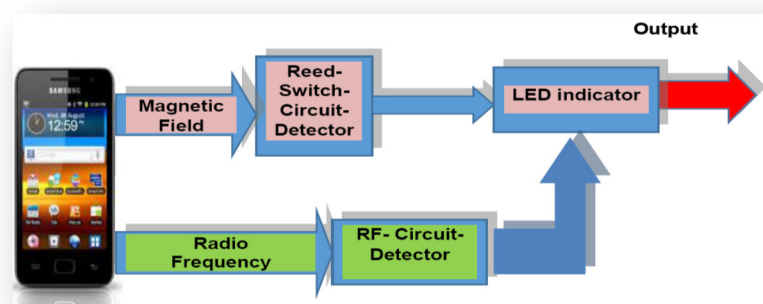 Output
SAMSUNG
12:59
Magnetic
Field
Reed-
Switch-
Circuit-
Detector
LED indicator
Radio
Frequency
RF- Circuit-
Detector